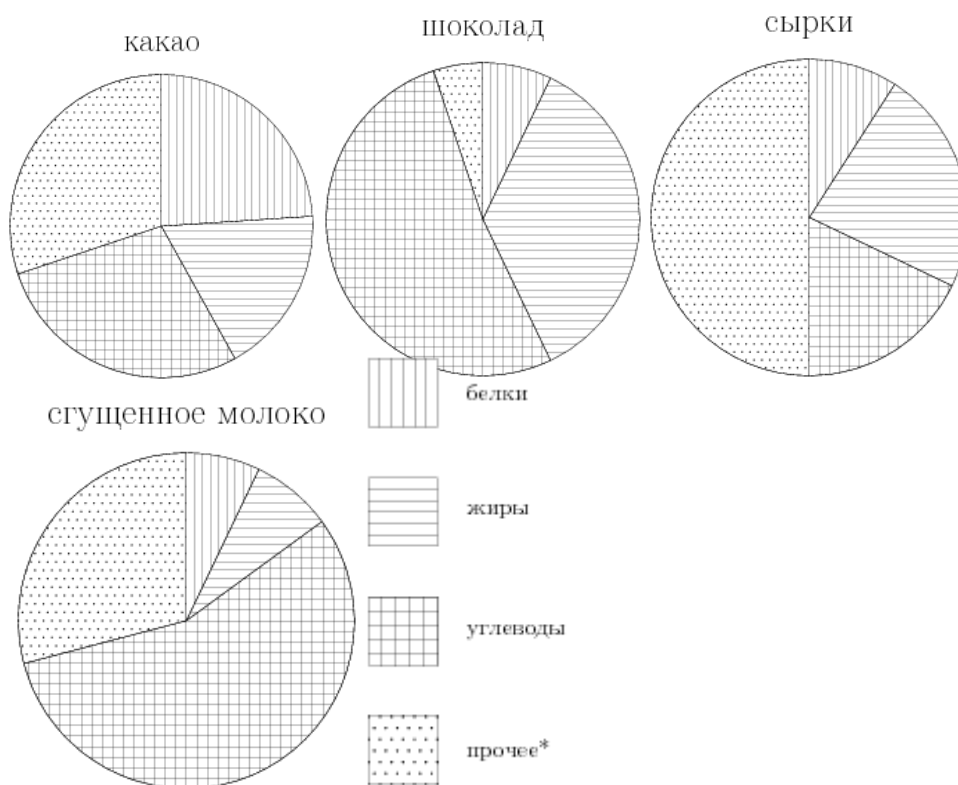 какао
шоколад
сырки
сгущенное молоко
белки
жиры
углеводы
прочее*